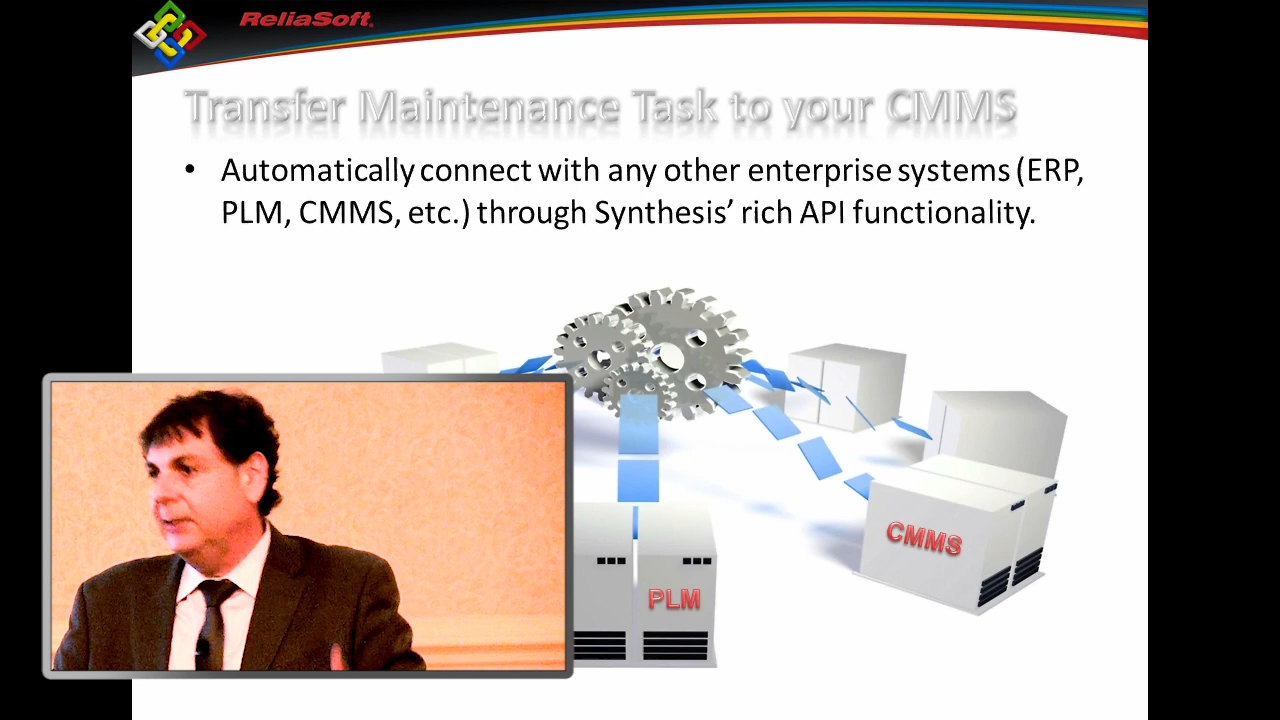 ReliaSoft.
Transfer Maintenance Task to your CMMS
• Automatically connect with any other enterprise systems (ERP,
PLM, CMMS, etc.) through Synthesis’ rich API functionality.
CMMS
PLM